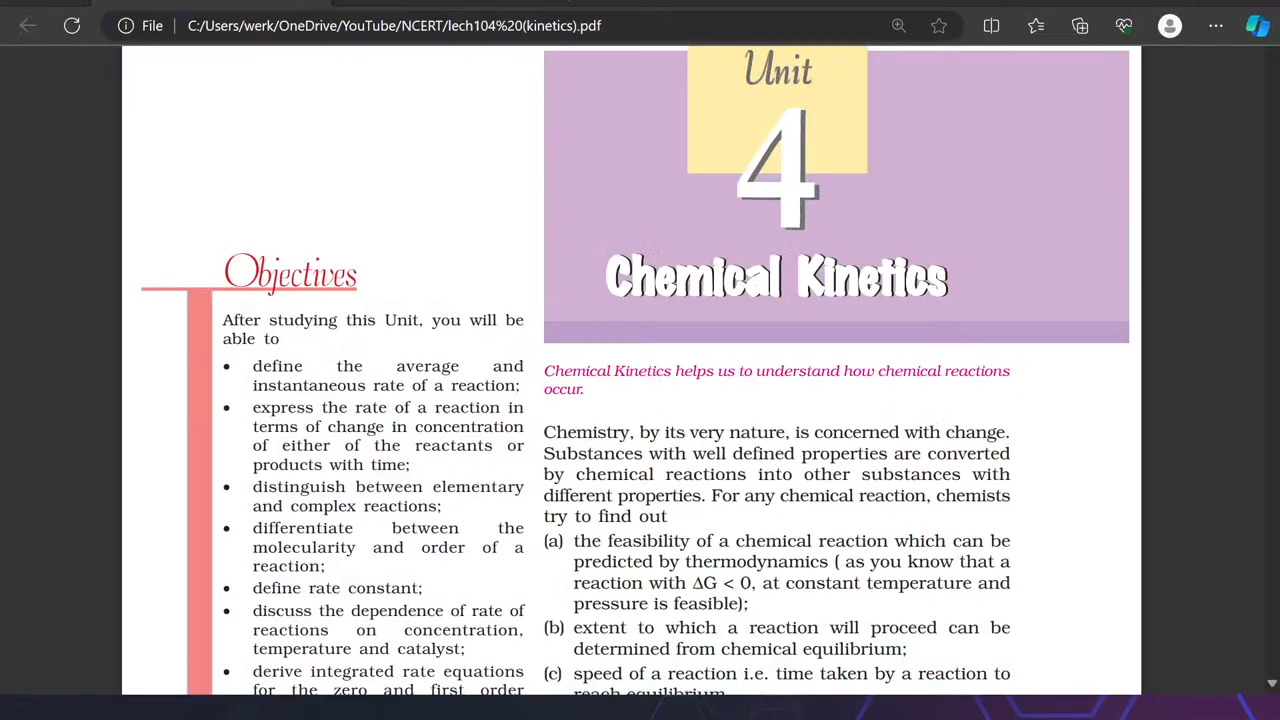 File
C:/Users/werk/OneDrive/YouTube/NCERT/lech104%20(kinetics).pdf
Unit
4
Chemical Kinetics
Objectives
After studying this Unit, you will be
able to
• define the average and
instantaneous rate of a reaction;
• express the rate of a reaction in
terms of change in concentration
of either of the reactants or
products with time;
• distinguish between elementary
and complex reactions;
• differentiate between the
molecularity and order of a
reaction;
• define rate constant;
• discuss the dependence of rate of
reactions on concentration,
temperature and catalyst;
• derive integrated rate equations
for the zero and first order
Chemical Kinetics helps us to understand how chemical reactions
occur.
Chemistry, by its very nature, is concerned with change.
Substances with well defined properties are converted
by chemical reactions into other substances with
different properties. For any chemical reaction, chemists
try to find out
(a) the feasibility of a chemical reaction which can be
predicted by thermodynamics ( as you know that a
reaction with ΔG < 0, at constant temperature and
pressure is feasible);
(b) extent to which a reaction will proceed can be
determined from chemical equilibrium;
(c) speed of a reaction i.e. time taken by a reaction to
reach equilibrium.